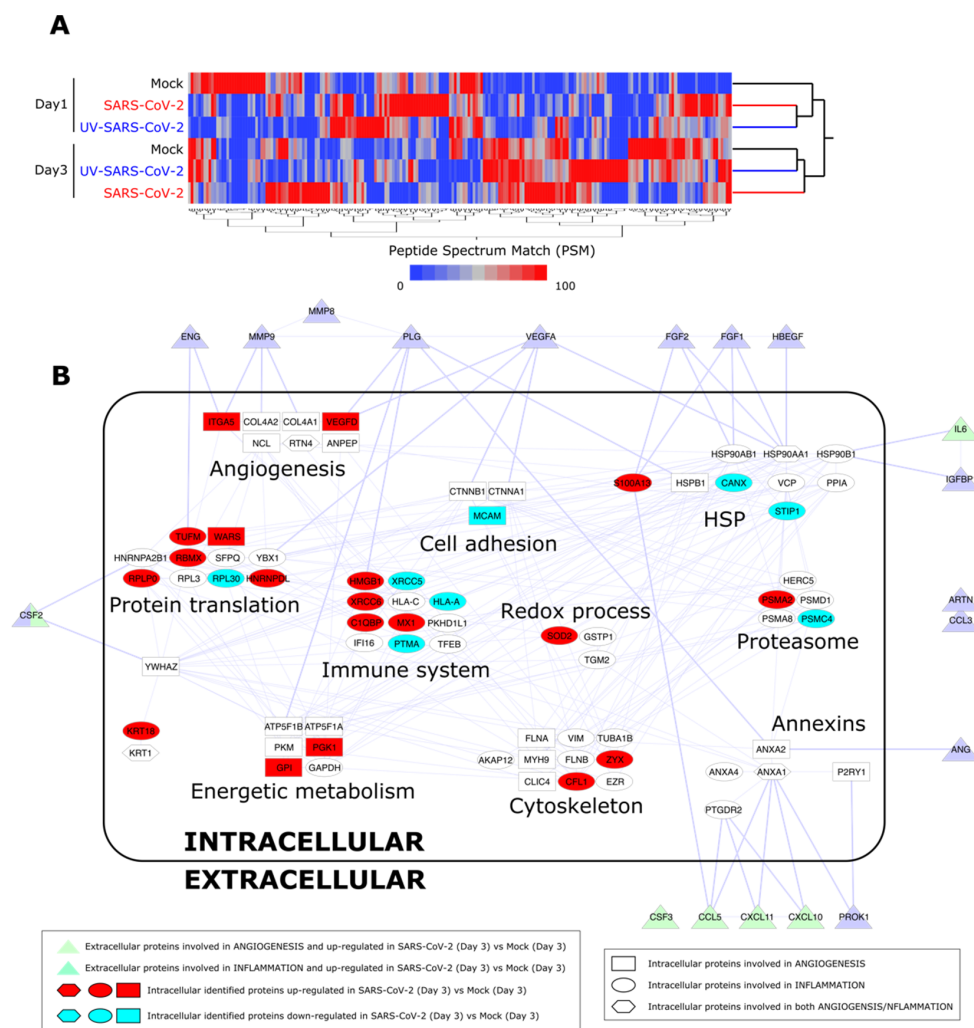 A
Mock
Day1
SARS-CoV-2
UV-SARS-CoV-2
Mock
Day3
UV-SARS-CoV-2
SARS-CoV-2
Peptide Spectrum Match (PSM)
0 100
MMP8
ENG MMP9 PLG VEGFA FGF2 FGF1 HBEGF
B
ITGA5 COL4A2 COL4A1 VEGFD
NCL RTN4 ANPEP
Angiogenesis
IL6
HSP90AB1 HSP90AA1 HSP90B1
S100A13 HSPB1 CANX VCP PPIA
IGFBP1
CTNNB1 CTNNA1
MCAM
STIP1
HSP
Cell adhesion
TUFM WARS
HNRNPA2B1 RBMX SFPQ YBX1
RPLP0 RPL3 RPL30 HNRNPDL
Protein translation
HMGB1 XRCC5
XRCC6 HLA-C HLA-A
C1QBP MX1 PKHD1L1
IFI16 PTMA TFEB
Immune system
Redox process
SOD2 GSTP1
TGM2
HERC5
PSMA2 PSMD1
PSMA8 PSMC4
Proteasome
ARTN
CCL3
CSF2
YWHAZ
KRT18
KRT1
ATP5F1B ATP5F1A
PKM PGK1
GPI GAPDH
Energetic metabolism
FLNA VIM TUBA1B
AKAP12 MYH9 FLNB ZYX
CLIC4 CFL1 EZR
Cytoskeleton
Annexins
ANXA2
ANXA4 ANXA1 P2RY1
PTGDR2
ANG
INTRACELLULAR
EXTRACELLULAR
CSF3 CCL5 CXCL11 CXCL10 PROK1
Extracellular proteins involved in ANGIOGENESIS and up-regulated in SARS-CoV-2 (Day 3) vs Mock (Day 3)
Extracellular proteins involved in INFLAMMATION and up-regulated in SARS-CoV-2 (Day 3) vs Mock (Day 3)
Intracellular identified proteins up-regulated in SARS-CoV-2 (Day 3) vs Mock (Day 3)
Intracellular identified proteins down-regulated in SARS-CoV-2 (Day 3) vs Mock (Day 3)
Intracellular proteins involved in ANGIOGENESIS
Intracellular proteins involved in INFLAMMATION
Intracellular proteins involved in both ANGIOGENSIS/NFLAMMATION